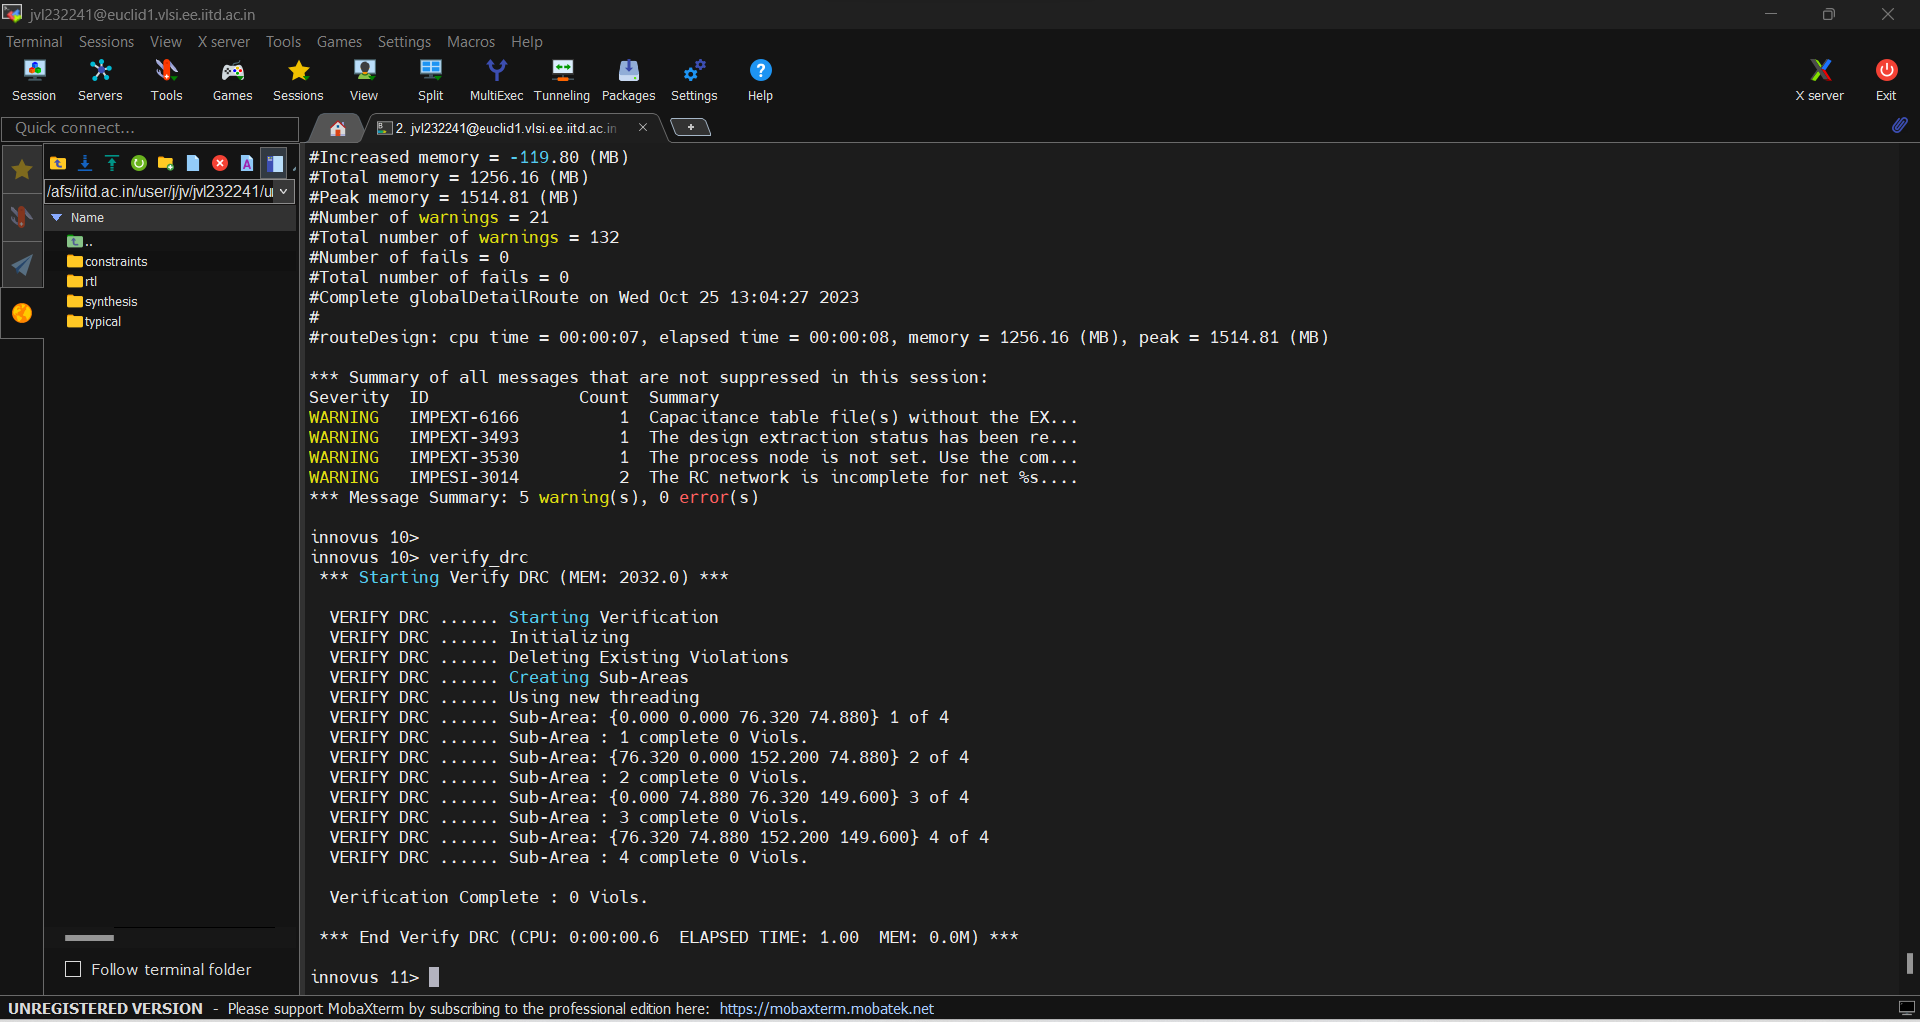 jvl232241@euclid1.vlsi.ee.iitd.ac.in
Terminal Sessions View X server Tools Games Settings Macros Help
Session Servers Tools Games Sessions View Split MultiExec Tunneling Packages Settings Help X server Exit
Quick connect...
2. jvl232241@euclid1.vlsi.ee.iitd.ac.in
/afs/iitd.ac.in/user/j/jv/jvl232241/
Name
..
constraints
rtl
synthesis
typical
Follow terminal folder
#Increased memory = -119.80 (MB)
#Total memory = 1256.16 (MB)
#Peak memory = 1514.81 (MB)
#Number of warnings = 21
#Total number of warnings = 132
#Number of fails = 0
#Total number of fails = 0
#Complete globalDetailRoute on Wed Oct 25 13:04:27 2023
#
#routeDesign: cpu time = 00:00:07, elapsed time = 00:00:08, memory = 1256.16 (MB), peak = 1514.81 (MB)
*** Summary of all messages that are not suppressed in this session:
Severity ID Count Summary
WARNING IMPEXT-6166 1 Capacitance table file(s) without the EX...
WARNING IMPEXT-3493 1 The design extraction status has been re...
WARNING IMPEXT-3530 1 The process node is not set. Use the com...
WARNING IMPESI-3014 2 The RC network is incomplete for net %s....
*** Message Summary: 5 warning(s), 0 error(s)
innovus 10>
innovus 10> verify_drc
*** Starting Verify DRC (MEM: 2032.0) ***
VERIFY DRC ...... Starting Verification
VERIFY DRC ...... Initializing
VERIFY DRC ...... Deleting Existing Violations
VERIFY DRC ...... Creating Sub-Areas
VERIFY DRC ...... Using new threading
VERIFY DRC ...... Sub-Area: {0.000 0.000 76.320 74.880} 1 of 4
VERIFY DRC ...... Sub-Area : 1 complete 0 Viols.
VERIFY DRC ...... Sub-Area: {76.320 0.000 152.200 74.880} 2 of 4
VERIFY DRC ...... Sub-Area : 2 complete 0 Viols.
VERIFY DRC ...... Sub-Area: {0.000 74.880 76.320 149.600} 3 of 4
VERIFY DRC ...... Sub-Area : 3 complete 0 Viols.
VERIFY DRC ...... Sub-Area: {76.320 74.880 152.200 149.600} 4 of 4
VERIFY DRC ...... Sub-Area : 4 complete 0 Viols.
Verification Complete : 0 Viols.
*** End Verify DRC (CPU: 0:00:00.6 ELAPSED TIME: 1.00 MEM: 0.0M) ***
innovus 11>
UNREGISTERED VERSION - Please support MobaXterm by subscribing to the professional edition here: https://mobaxterm.mobatek.net